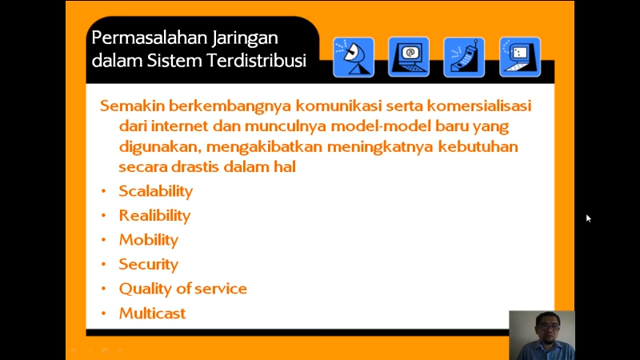 Permasalahan Jaringan
dalam Sistem Terdistribusi
Semakin berkembangnya komunikasi serta komersialisasi
dari internet dan munculnya model-model baru yang
digunakan, mengakibatkan meningkatnya kebutuhan
secara drastis dalam hal
• Scalability
• Realibility
• Mobility
• Security
• Quality of service
• Multicast